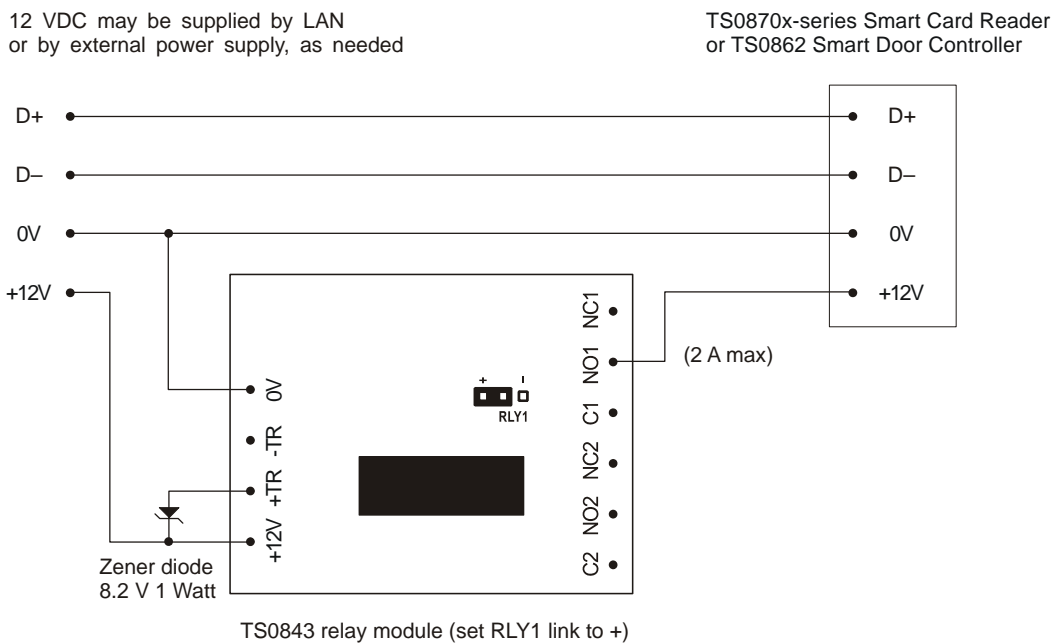 12 VDC may be supplied by LAN
or by external power supply, as needed
TS0870x-series Smart Card Reader
or TS0862 Smart Door Controller
D+
D+
D–
D–
0V
0V
+12V
+12V
NC1
NO1
(2 A max)
+ -
RLY1
0V
C1
-TR
NC2
+TR
NO2
+12V
C2
Zener diode
8.2 V 1 Watt
TS0843 relay module (set RLY1 link to +)